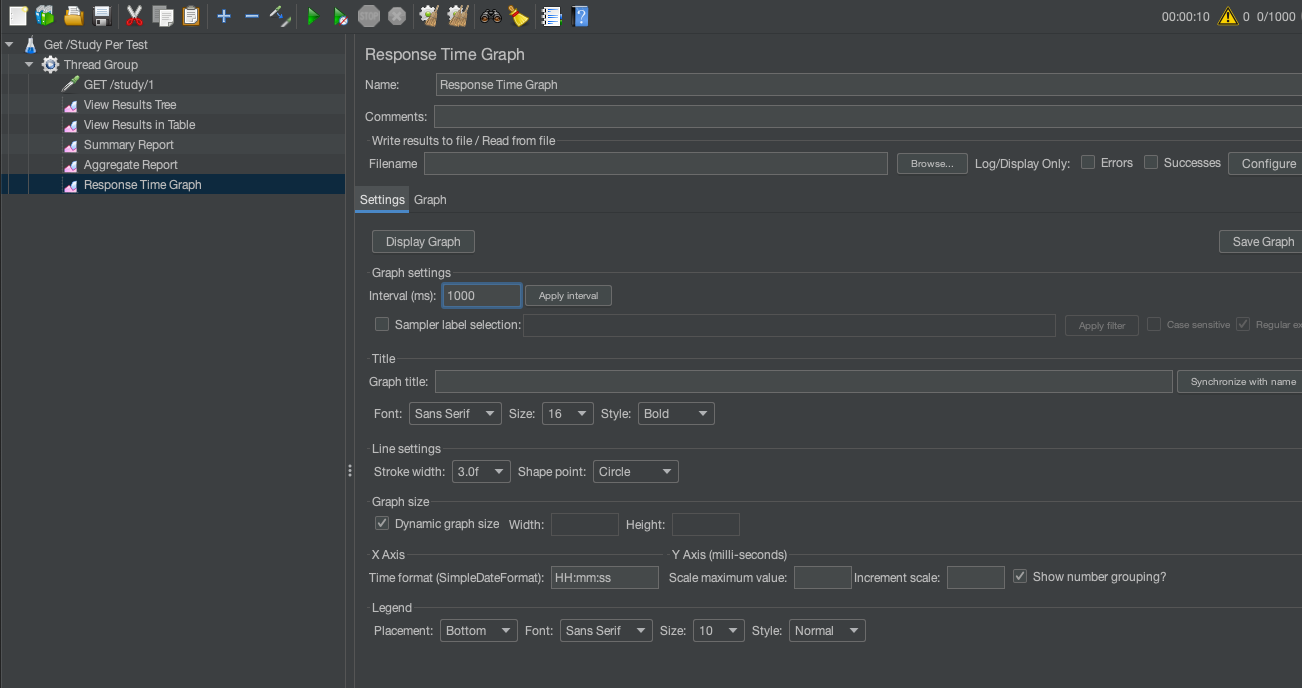 STOP
?
00:00:10 0 0/1000
Get /Study Per Test
Thread Group
GET /study/1
View Results Tree
View Results in Table
Summary Report
Aggregate Report
Response Time Graph
Response Time Graph
Name: Response Time Graph
Comments:
Write results to file / Read from file
Filename Browse... Log/Display Only: Errors Successes Configure
Settings Graph
Display Graph Save Graph
Graph settings
Interval (ms): 1000 Apply interval
Sampler label selection: Apply filter Case sensitive Regular ex
Title
Graph title: Synchronize with name
Font: Sans Serif Size: 16 Style: Bold
Line settings
Stroke width: 3.0f Shape point: Circle
Graph size
Dynamic graph size Width: Height:
X Axis Y Axis (milli-seconds)
Time format (SimpleDateFormat): HH:mm:ss Scale maximum value: Increment scale: Show number grouping?
Legend
Placement: Bottom Font: Sans Serif Size: 10 Style: Normal